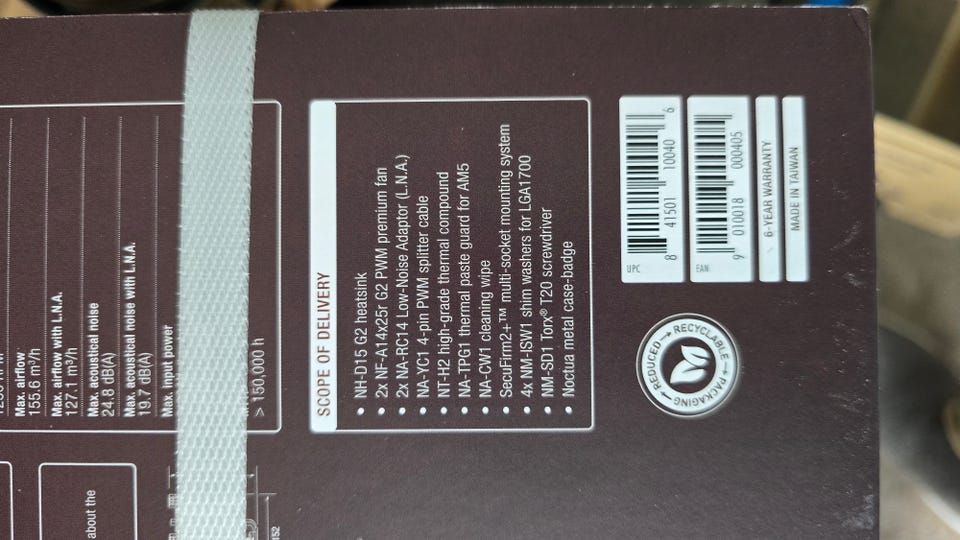 Max. airflow
155.6 m³/h
Max. airflow with L.N.A.
127.1 m³/h
Max. acoustical noise
24.8 dB(A)
Max. acoustical noise with L.N.A.
19.7 dB(A)
Max. input power
> 150,000 h
about the
152
SCOPE OF DELIVERY
• NH-D15 G2 heatsink
• 2x NF-A14x25r G2 PWM premium fan
• 2x NA-RC14 Low-Noise Adaptor (L.N.A.)
• NA-YC1 4-pin PWM splitter cable
• NT-H2 high-grade thermal compound
• NA-TPG1 thermal paste guard for AM5
• NA-CW1 cleaning wipe
• SecuFirm2+™ multi-socket mounting system
• 4x NM-ISW1 shim washers for LGA1700
• NM-SD1 Torx® T20 screwdriver
• Noctua metal case-badge
UPC
8 41501 10040 6
EAN
9 010018 000405
6-YEAR WARRANTY
MADE IN TAIWAN
REDUCED → RECYCLABLE → PACKAGING